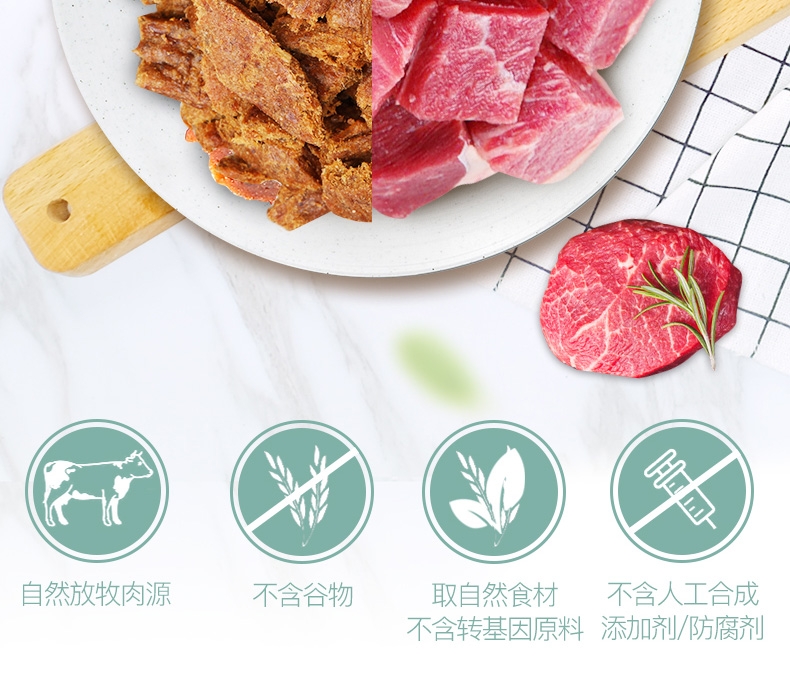 自然放牧肉源
不含谷物
取自然食材
不含转基因原料
不含人工合成
添加剂/防腐剂